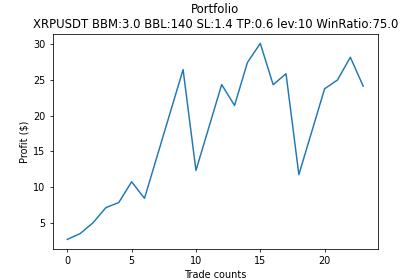 Portfolio
XRPUSDT BBM:3.0 BBL:140 SL:1.4 TP:0.6 lev:10 WinRatio:75.0
30
25
20
15
10
5
Profit ($)
0 5 10 15 20
Trade counts